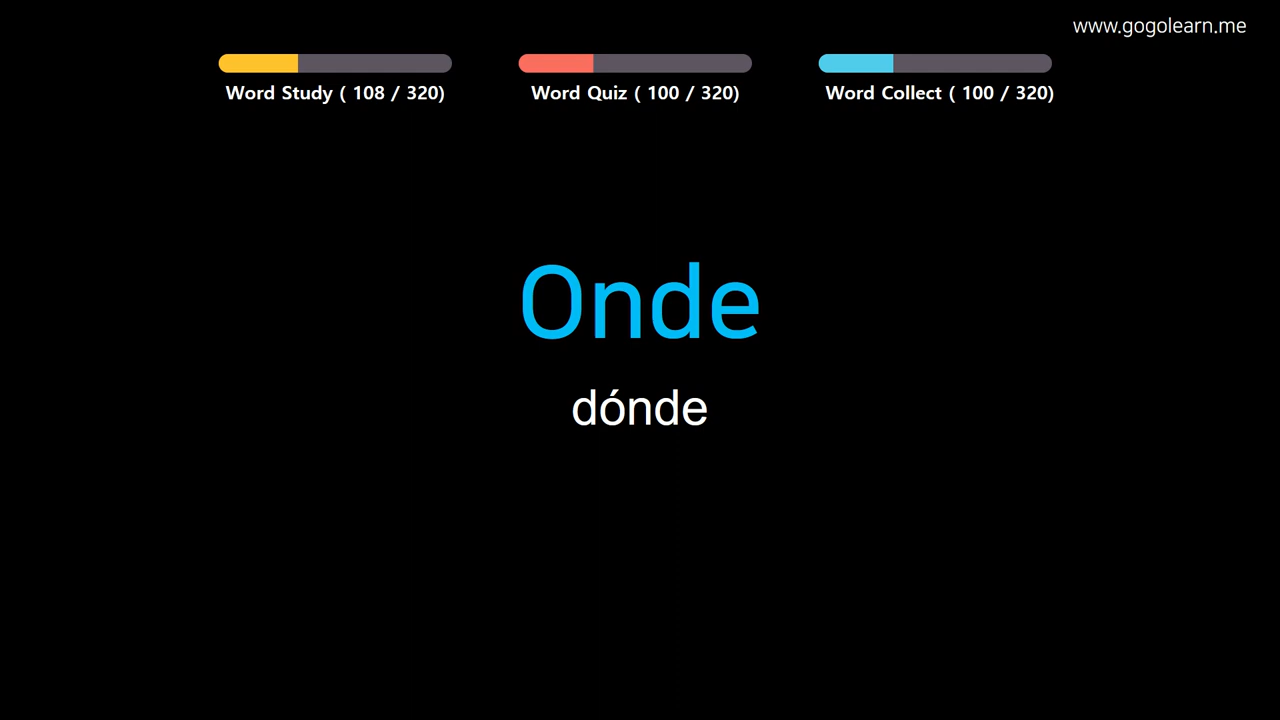 www.gogolearn.me
Word Study ( 108 / 320)
Word Quiz ( 100 / 320)
Word Collect ( 100 / 320)
Onde
dónde